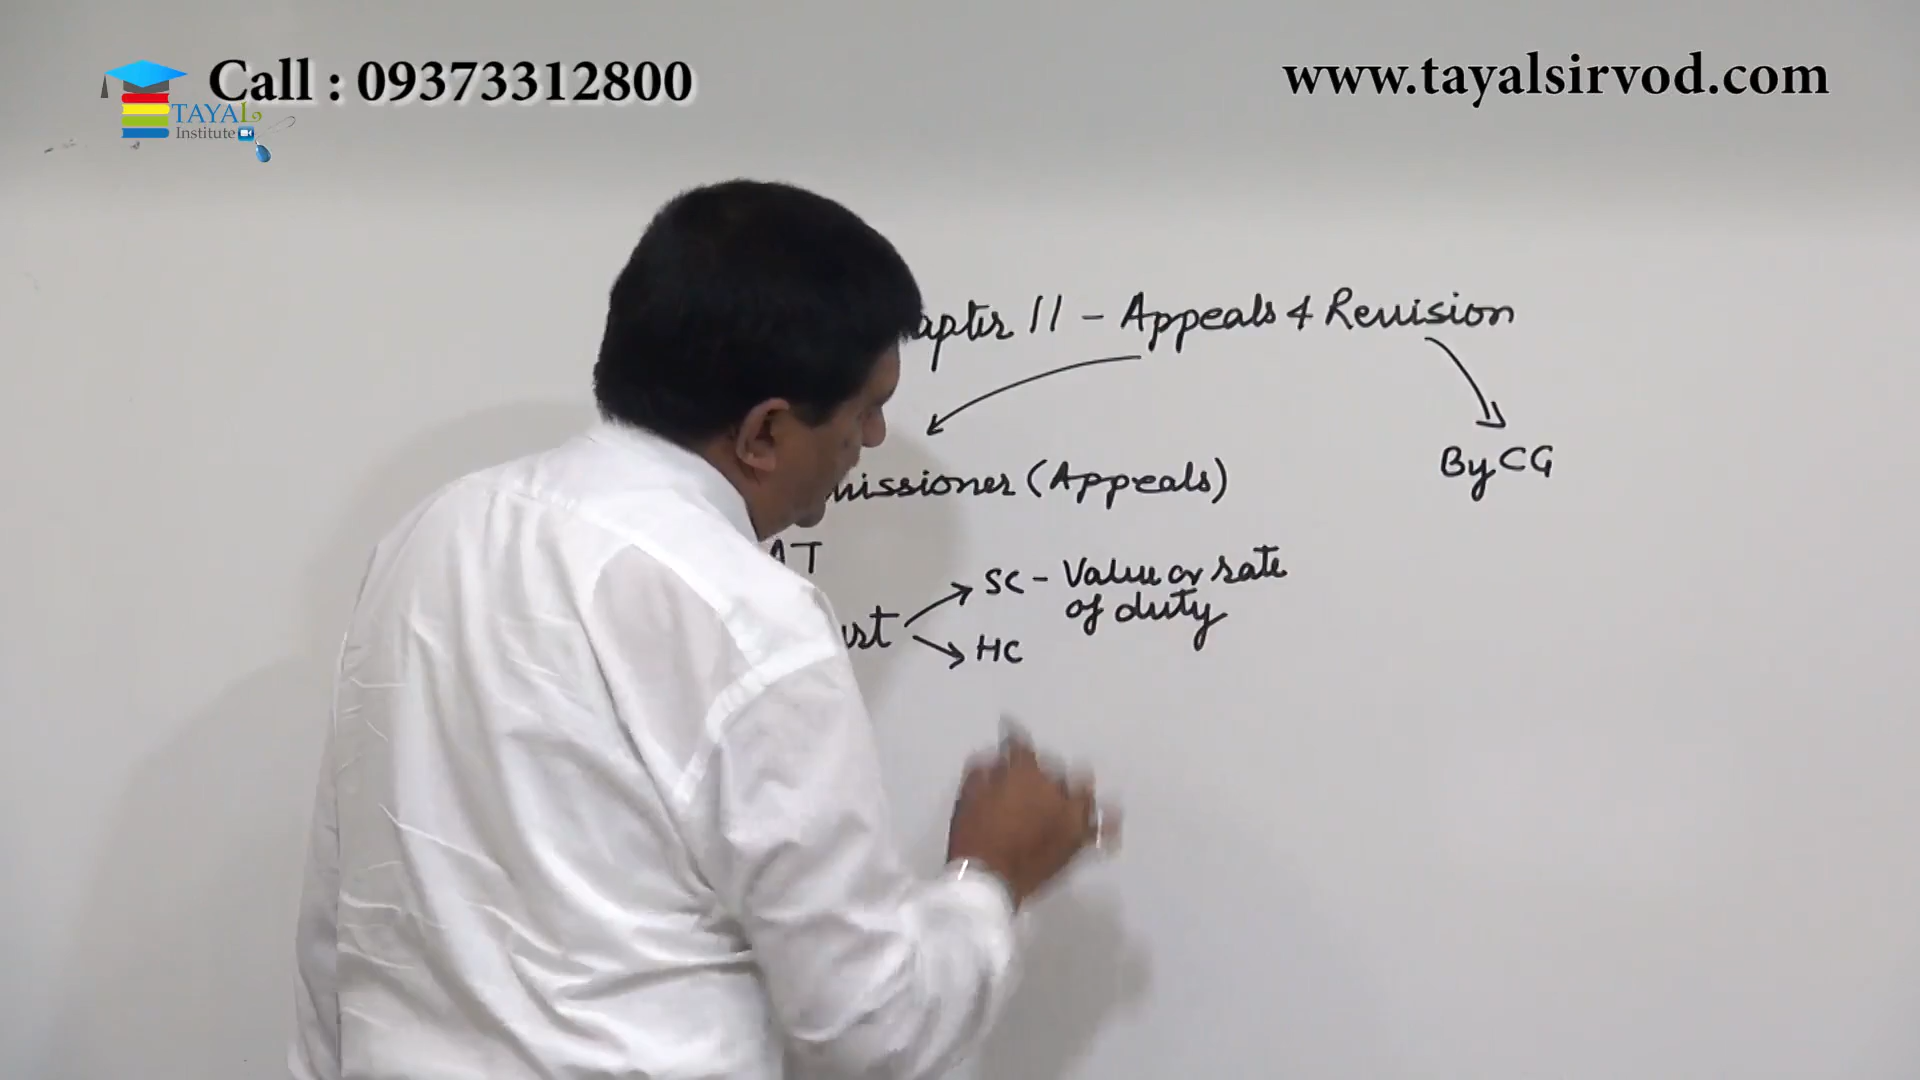 Call : 09373312800
www.tayalsirvod.com
TAYAL
Institute
apter 11 - Appeals & Revision
By CG
missioner (Appeals)
AT
SC - Value or rate
of duty
HC